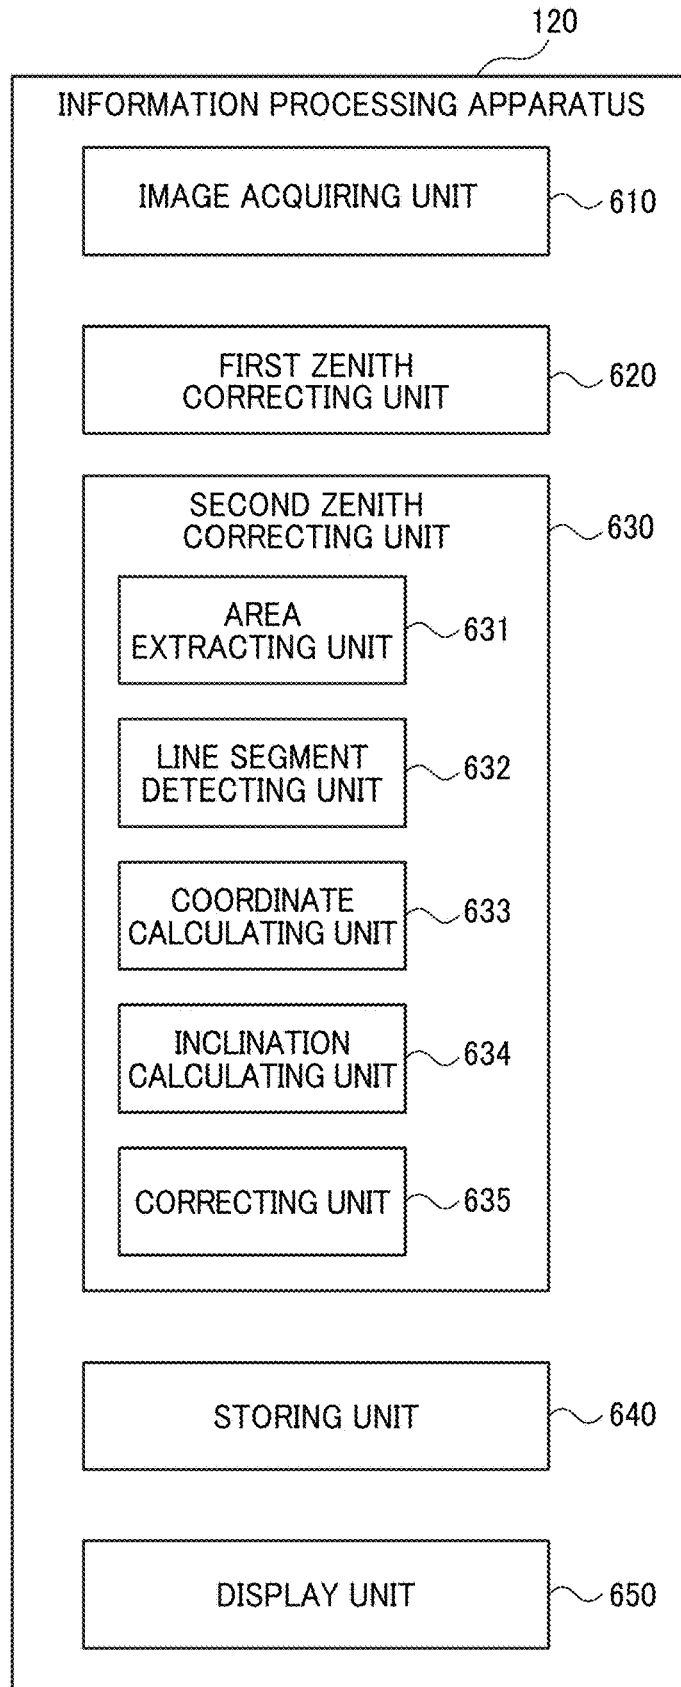 120
INFORMATION PROCESSING APPARATUS
IMAGE ACQUIRING UNIT
610
FIRST ZENITH
CORRECTING UNIT
620
SECOND ZENITH
CORRECTING UNIT
630
AREA
EXTRACTING UNIT
631
LINE SEGMENT
DETECTING UNIT
632
COORDINATE
CALCULATING UNIT
633
INCLINATION
CALCULATING UNIT
634
CORRECTING UNIT
635
STORING UNIT
640
DISPLAY UNIT
650